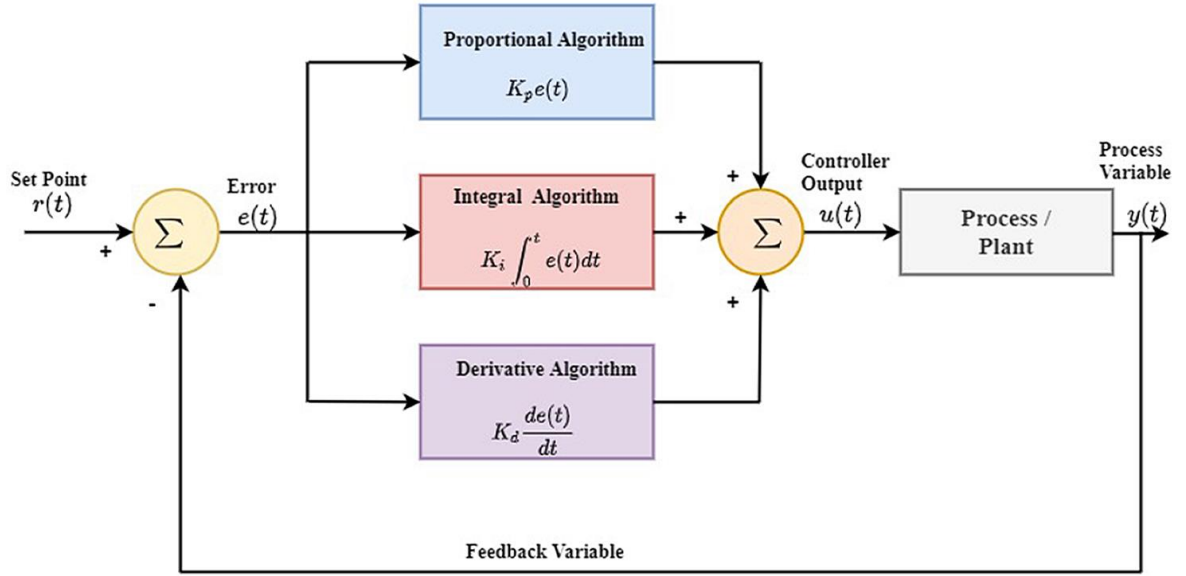 Proportional Algorithm
K_p e(t)
Set Point
r(t)
+
Σ
-
Error
e(t)
Integral Algorithm
K_i ∫_0^t e(t)dt
Derivative Algorithm
K_d de(t)/dt
+
+
+
Σ
Controller
Output
u(t)
Process /
Plant
Process
Variable
y(t)
Feedback Variable